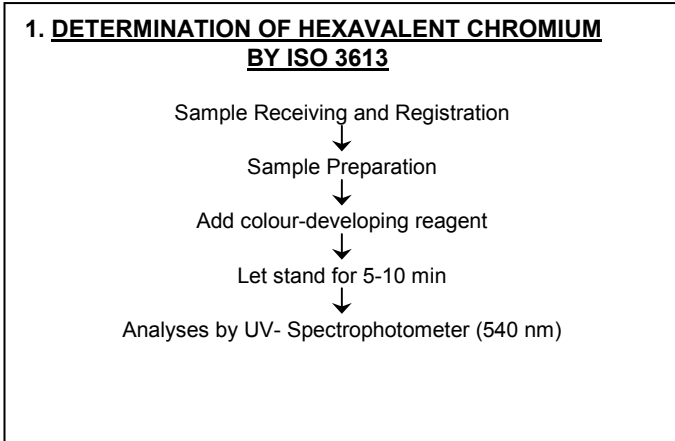 1. DETERMINATION OF HEXAVALENT CHROMIUM
BY ISO 3613
Sample Receiving and Registration
Sample Preparation
Add colour-developing reagent
Let stand for 5-10 min
Analyses by UV- Spectrophotometer (540 nm)